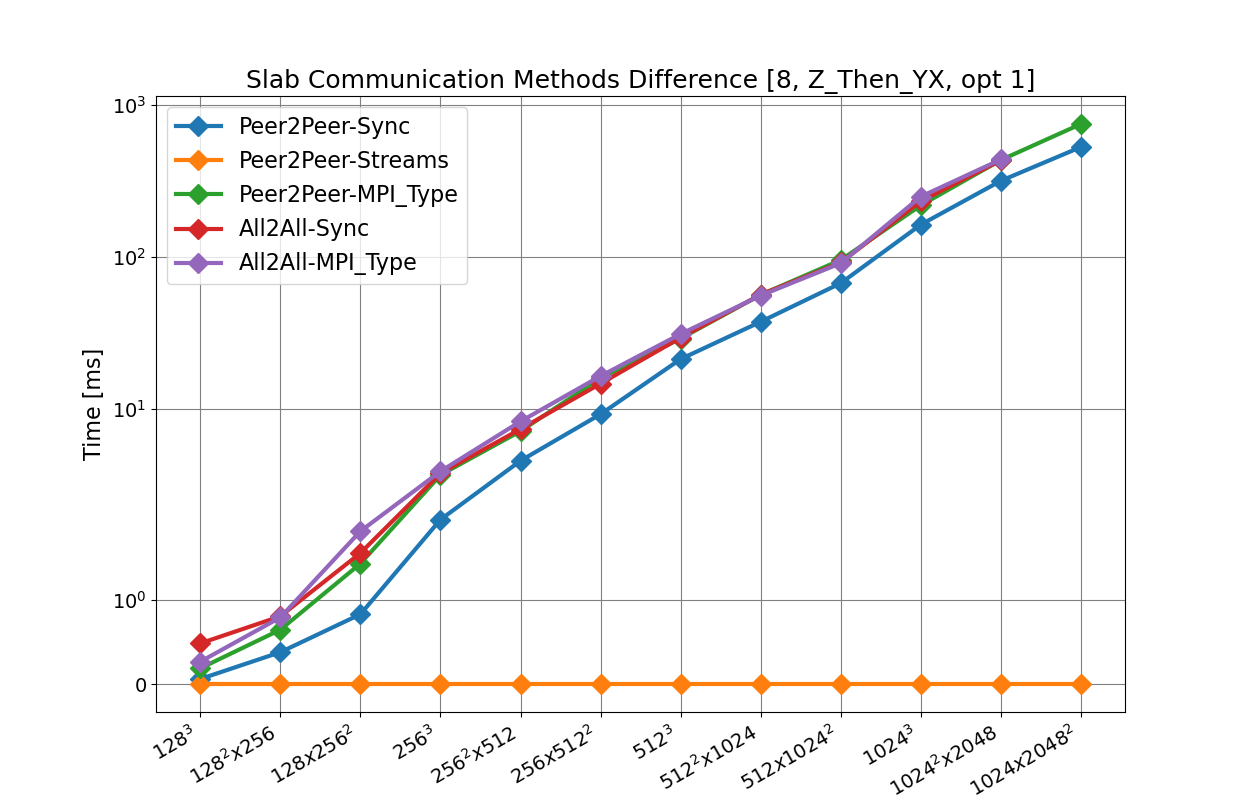 Slab Communication Methods Difference [8, Z_Then_YX, opt 1]
Peer2Peer-Sync
Peer2Peer-Streams
Peer2Peer-MPI_Type
All2All-Sync
All2All-MPI_Type
Time [ms]
10³
10²
10¹
10⁰
0
128³
128²x256
128x256²
256³
256²x512
256x512²
512³
512²x1024
512x1024²
1024³
1024²x2048
1024x2048²